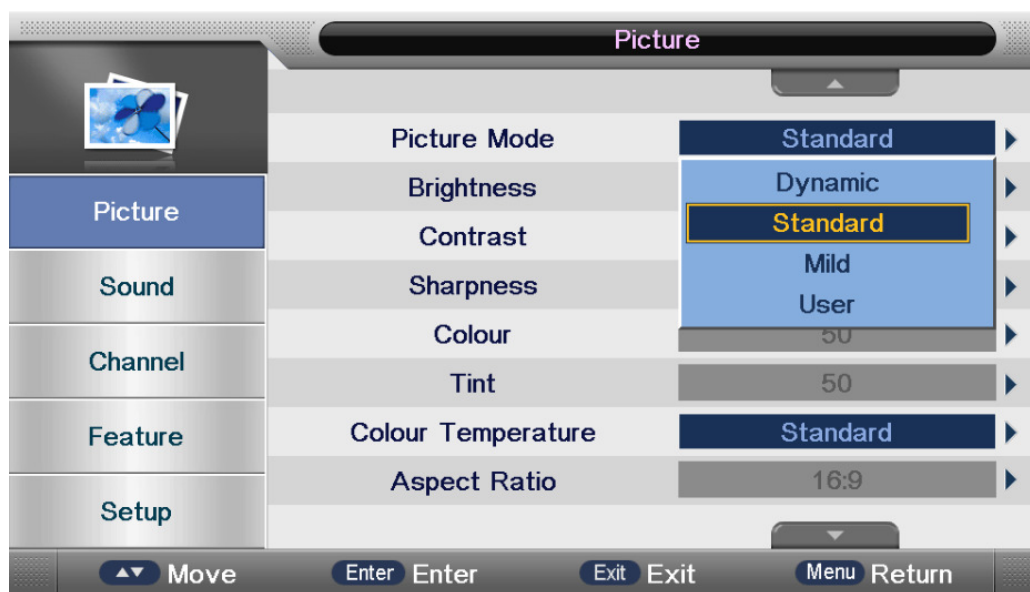 Picture
Picture Mode Standard
Brightness Dynamic
Picture
Standard
Contrast
Mild
Sound
Sharpness
User
Colour 50
Channel
Tint 50
Feature
Colour Temperature Standard
Aspect Ratio 16:9
Setup
Move Enter Enter Exit Exit Menu Return